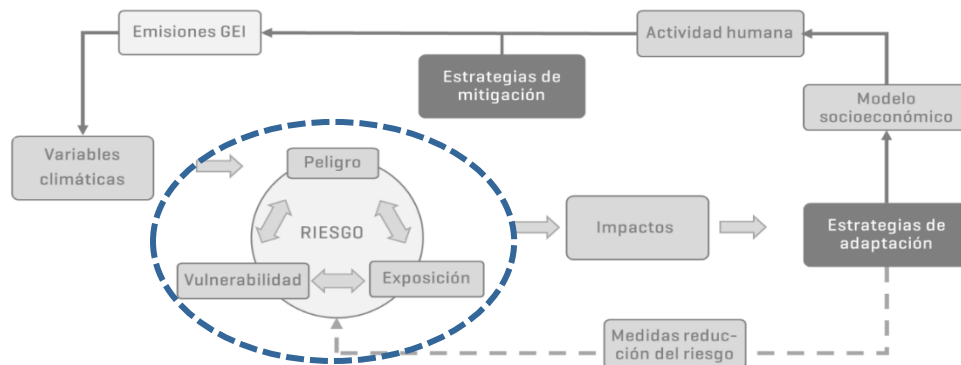 Emisiones GEI
Actividad humana
Estrategias de
mitigación
Modelo
socioeconómico
Variables
climáticas
Peligro
RIESGO
Vulnerabilidad
Exposición
Impactos
Estrategias de
adaptación
Medidas reduc-
ción del riesgo